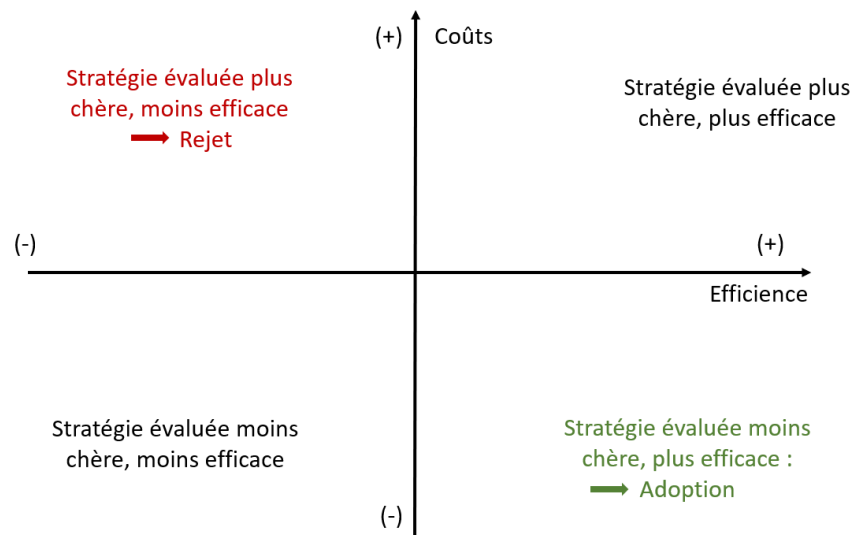 (+)
Coûts
Stratégie évaluée plus
chère, moins efficace
Rejet
Stratégie évaluée plus
chère, plus efficace
(-)
(+)
Efficience
Stratégie évaluée moins
chère, moins efficace
Stratégie évaluée moins
chère, plus efficace :
Adoption
(-)